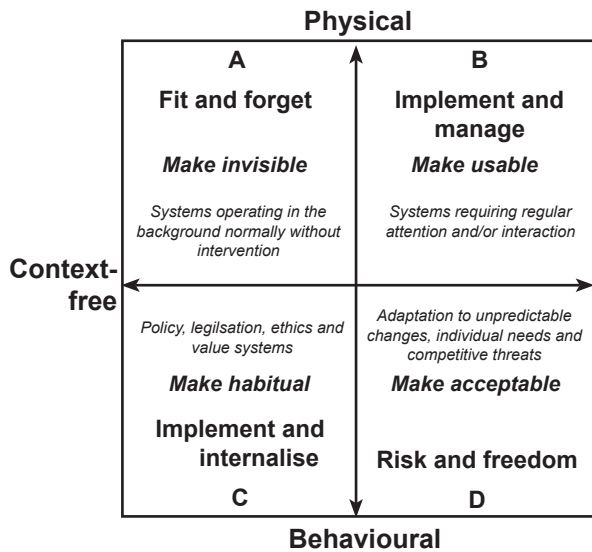 Physical
A
B
Fit and forget
Implement and
manage
Make invisible
Make usable
Systems operating in the
background normally without
intervention
Systems requiring regular
attention and/or interaction
Context-
free
Policy, legilsation, ethics and
value systems
Adaptation to unpredictable
changes, individual needs and
competitive threats
Make habitual
Make acceptable
Implement and
internalise
Risk and freedom
C
D
Behavioural